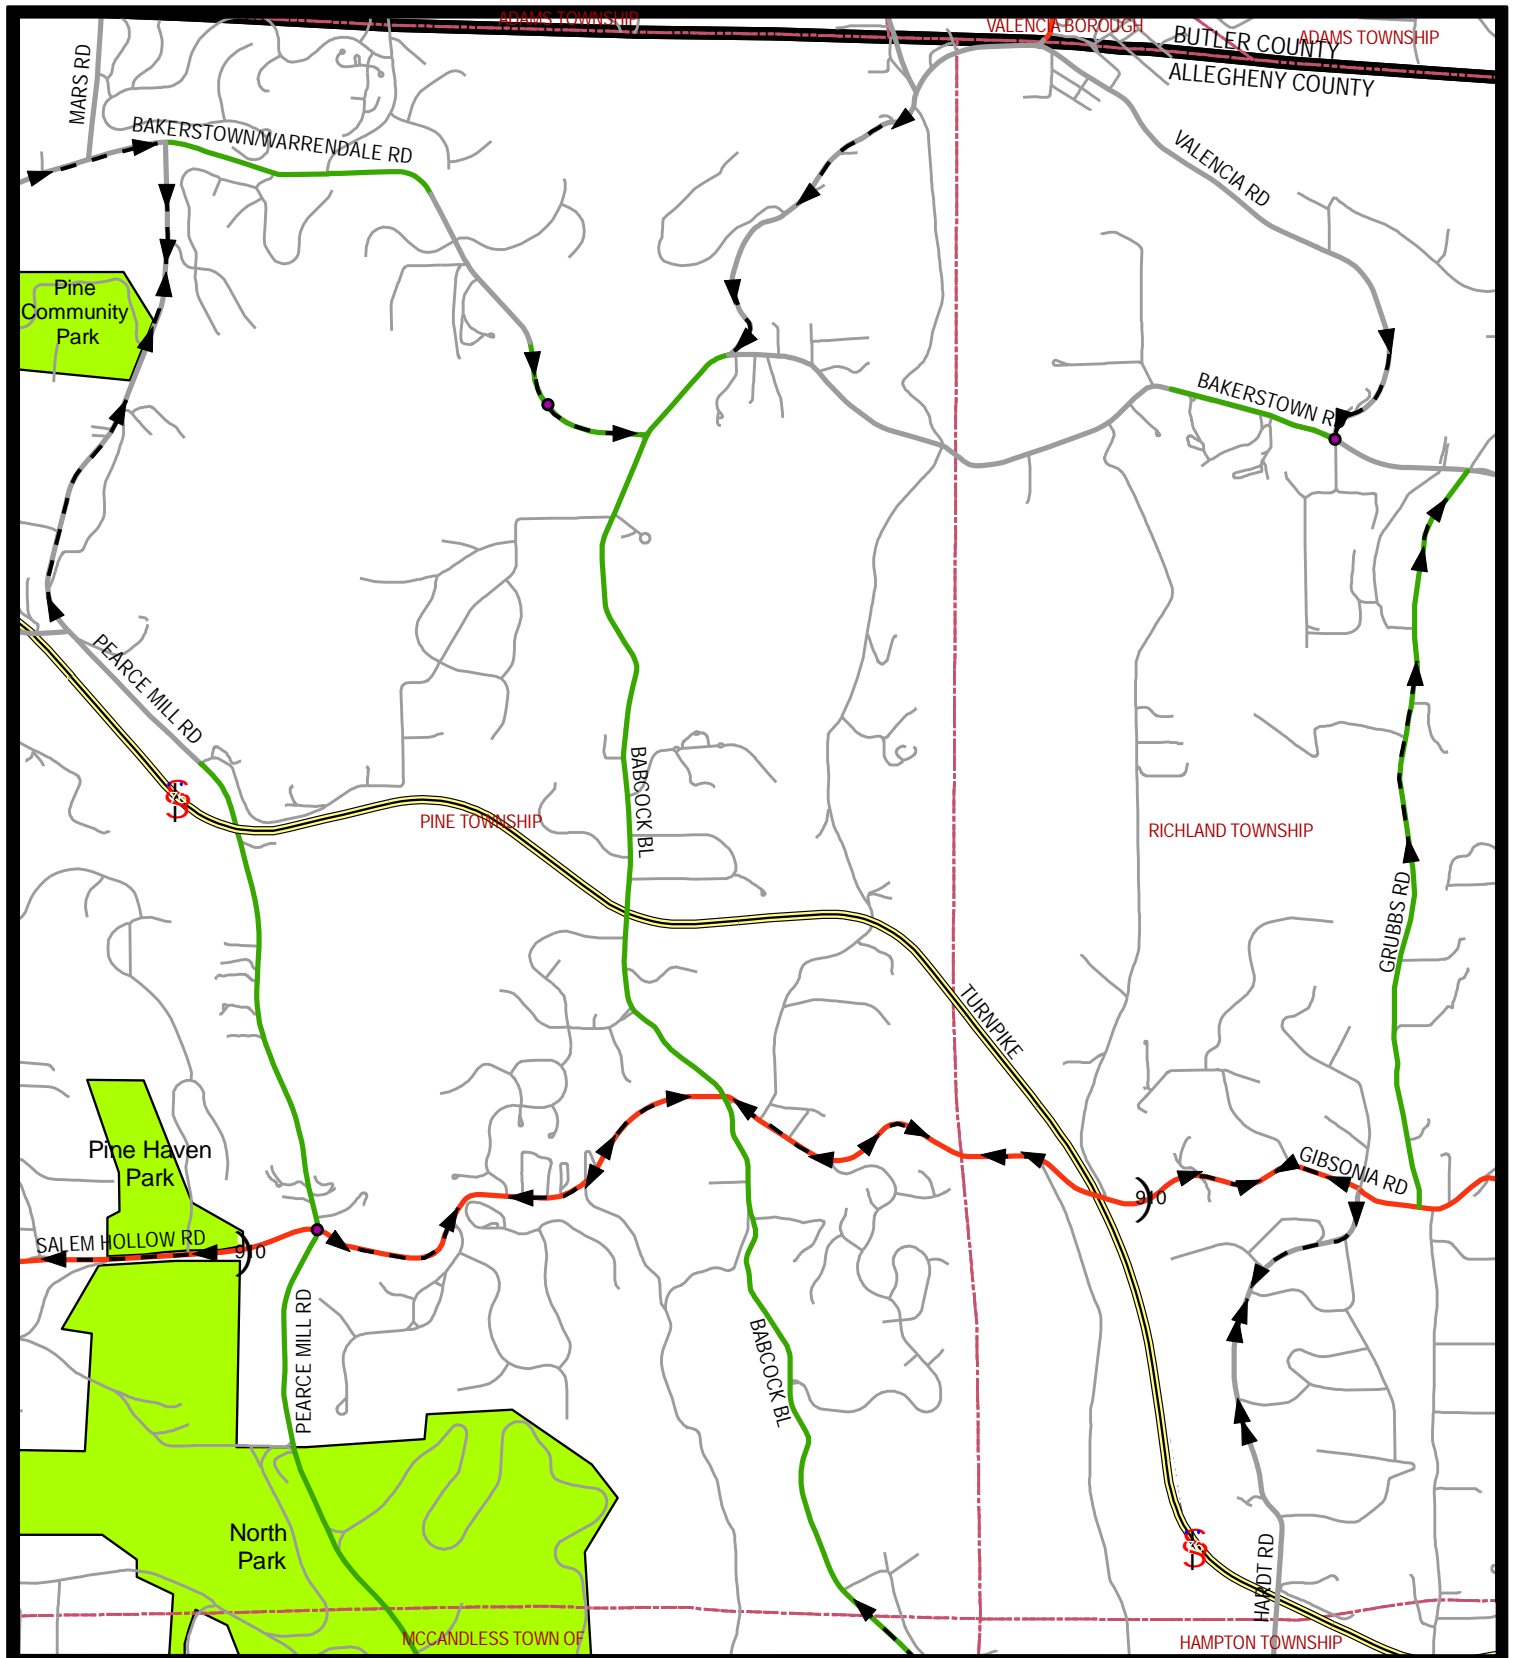 ADAMS TOWNSHIP
VALENCIA BOROUGH
BUTLER COUNTY
ADAMS TOWNSHIP
ALLEGHENY COUNTY
MARS RD
BAKERSTOWN/WARRENDALE RD
VALENCIA RD
Pine
Community
Park
BAKERSTOWN RD
PEARCE MILL RD
BABCOCK BL
PINE TOWNSHIP
RICHLAND TOWNSHIP
GRUBBS RD
TURNPIKE
Pine Haven
Park
GIBSONIA RD
910
SALEM HOLLOW RD
910
PEARCE MILL RD
BABCOCK BL
North
Park
HARDT RD
MCCANDLESS TOWN OF
HAMPTON TOWNSHIP